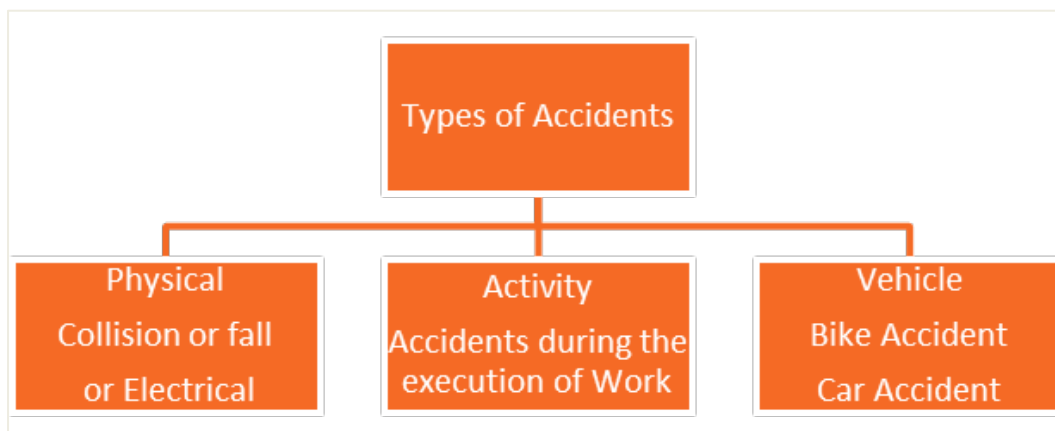 Types of Accidents
Physical
Collision or fall
or Electrical
Activity
Accidents during the
execution of Work
Vehicle
Bike Accident
Car Accident